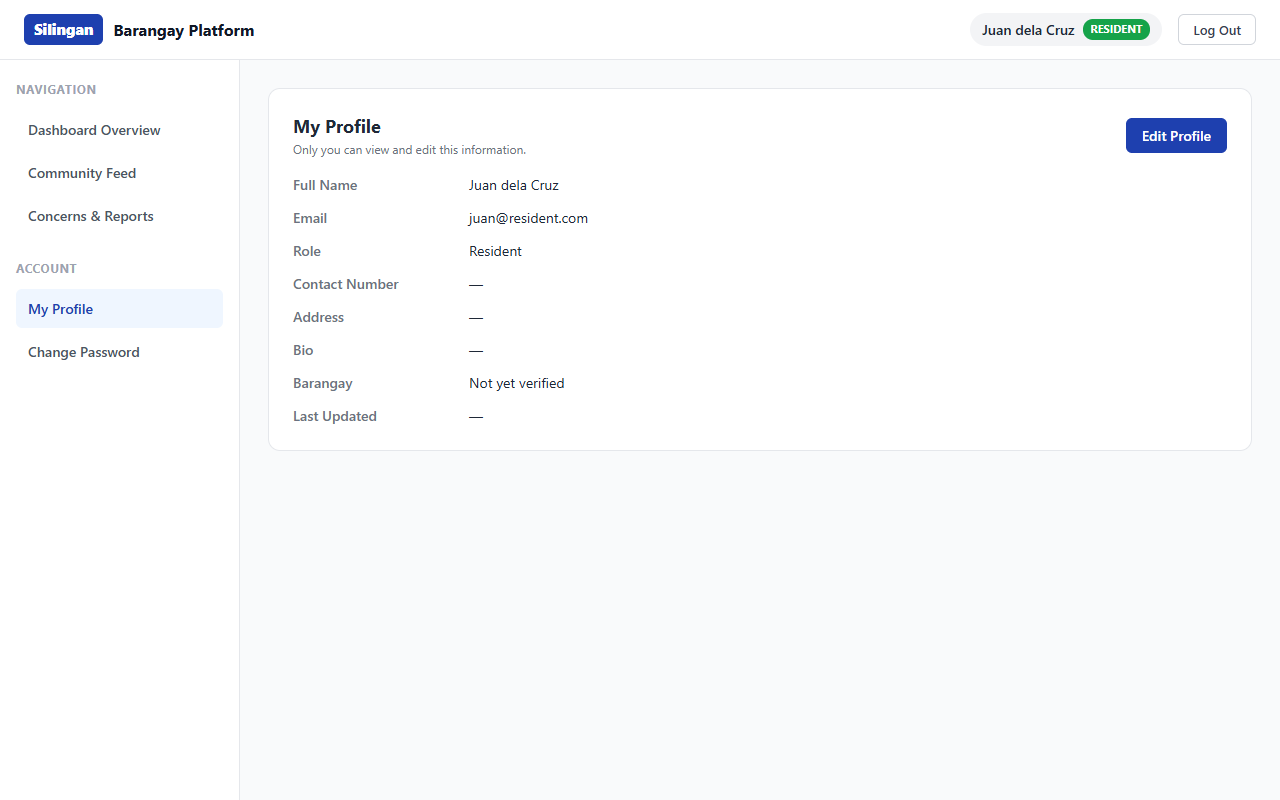 Silingan Barangay Platform
Juan dela Cruz RESIDENT Log Out
NAVIGATION
Dashboard Overview
Community Feed
Concerns & Reports
ACCOUNT
My Profile
Change Password
My Profile
Only you can view and edit this information.
Edit Profile
Full Name Juan dela Cruz
Email juan@resident.com
Role Resident
Contact Number —
Address —
Bio —
Barangay Not yet verified
Last Updated —